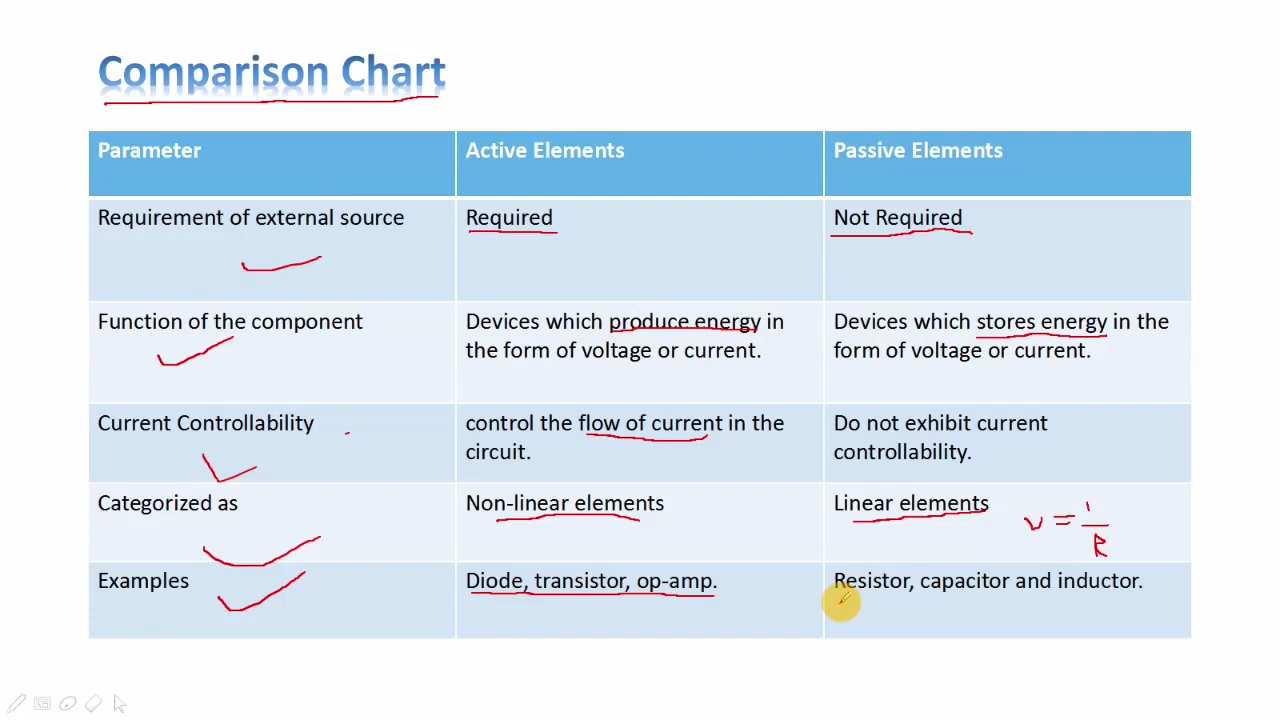 Comparison Chart
Parameter Active Elements Passive Elements
Requirement of external source Required Not Required
Function of the component Devices which produce energy in Devices which stores energy in the
the form of voltage or current. form of voltage or current.
Current Controllability control the flow of current in the Do not exhibit current
circuit. controllability.
Categorized as Non-linear elements Linear elements
v = i/R
Examples Diode, transistor, op-amp. Resistor, capacitor and inductor.